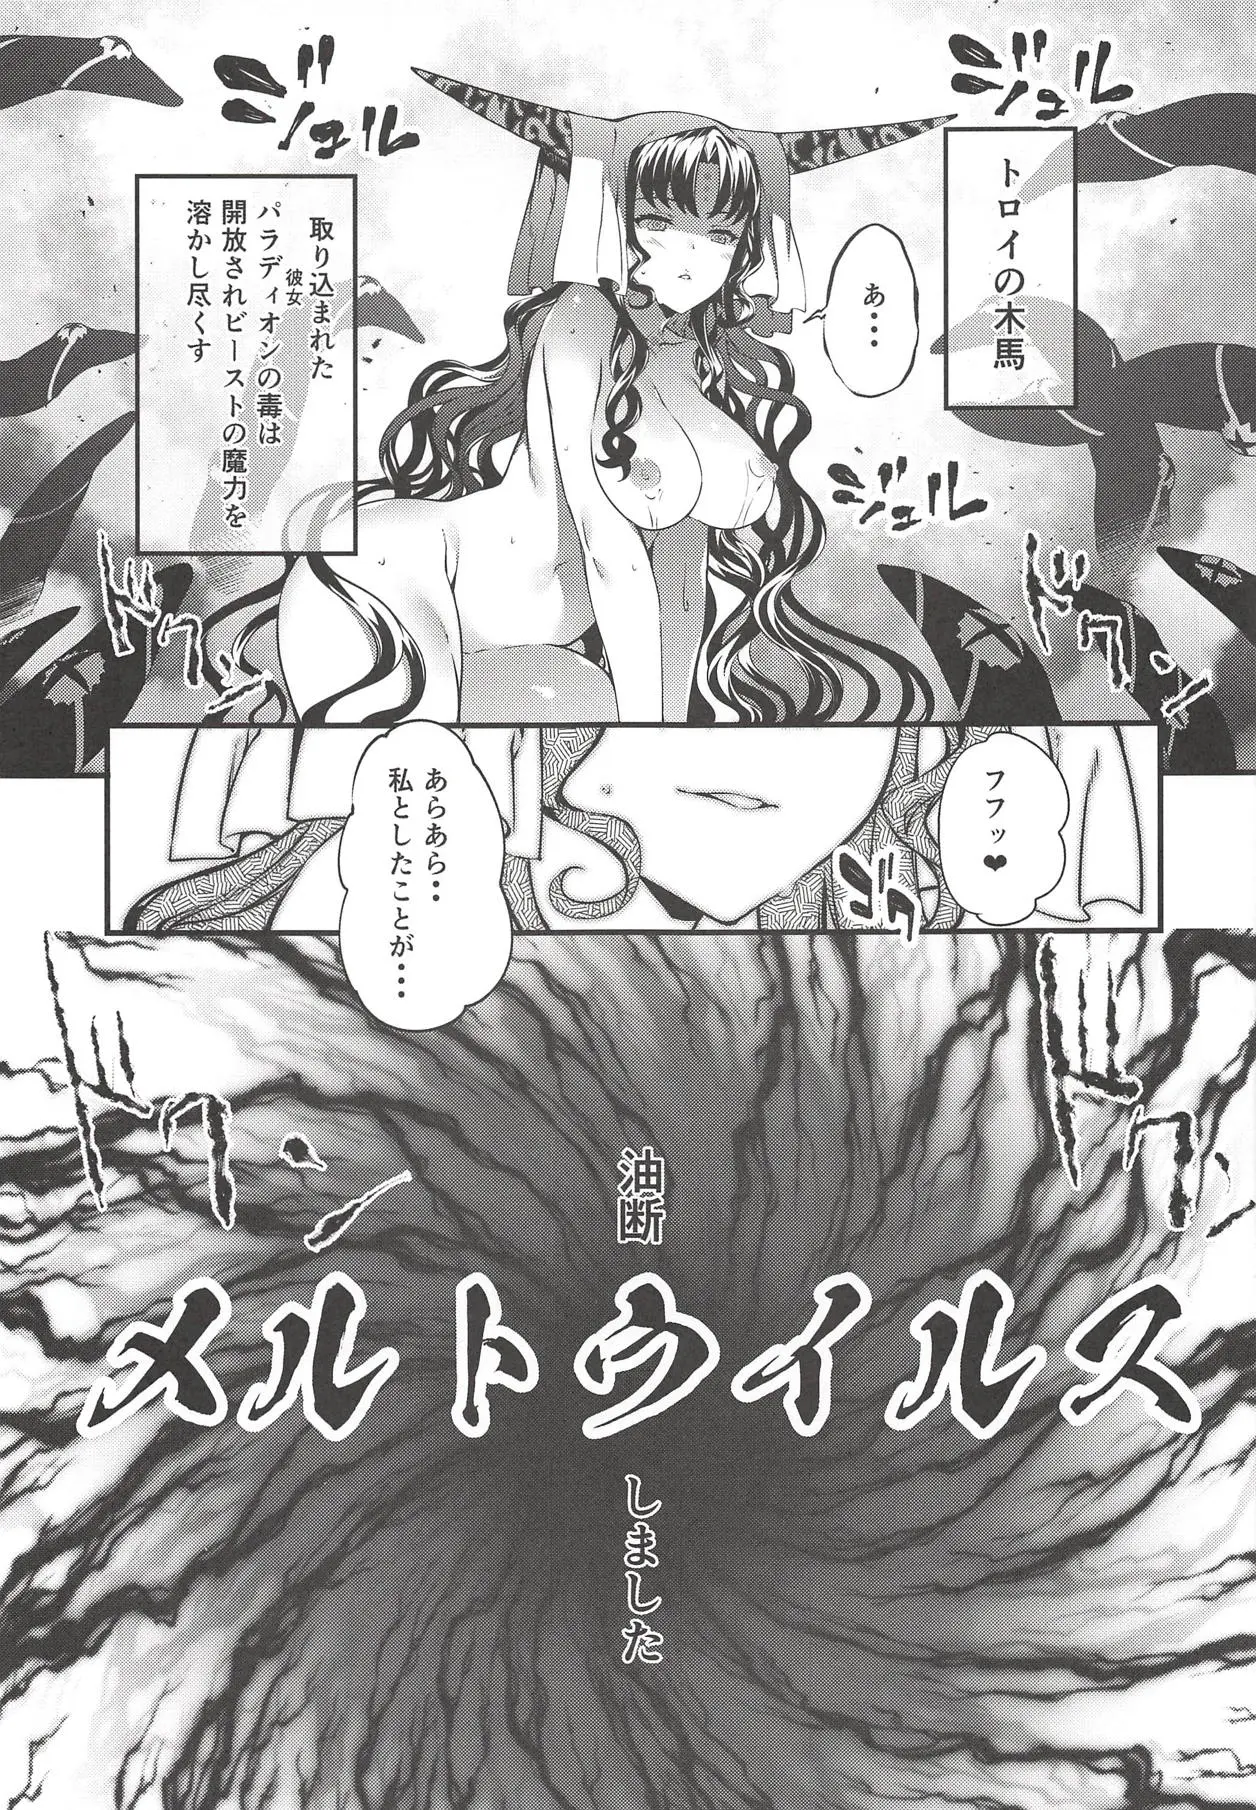 ジュル
トロイの木馬
あ・・・
ジュル
取り込まれた
パラディオンの毒は
彼女
開放されビーストの魔力を
溶かし尽くす
ジュル
ドクン
ドクン
フフッ♥
ジュク
あらあら・・
私としたことが・・・・
ドクン
ドクン
油断
メルトウイルス
しました